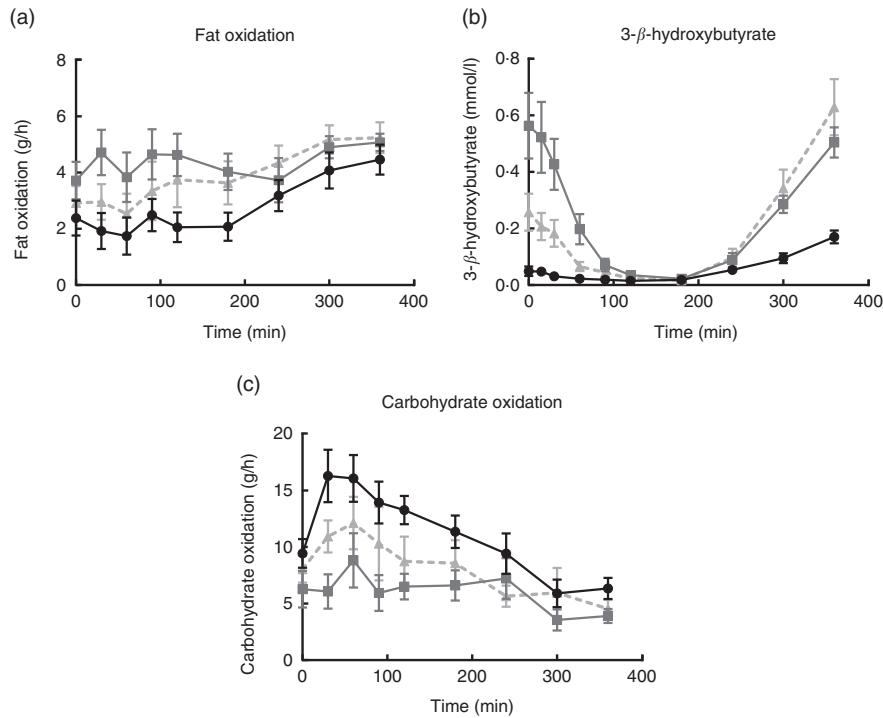 (a)
Fat oxidation
8
6
4
2
0
Fat oxidation (g/h)
0
100
200
300
400
Time (min)
(b)
3-β-hydroxybutyrate
0·8
0·6
0·4
0·2
0·0
3-β-hydroxybutyrate (mmol/l)
0
100
200
300
400
Time (min)
(c)
Carbohydrate oxidation
20
15
10
5
0
Carbohydrate oxidation (g/h)
0
100
200
300
400
Time (min)